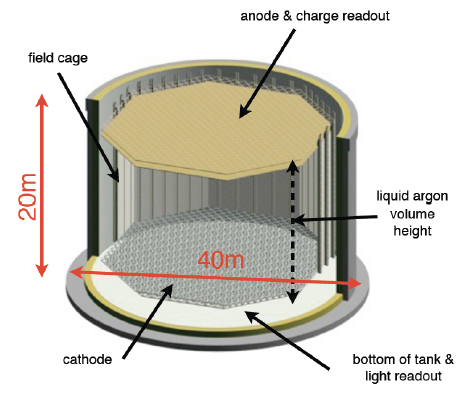 anode & charge readout
field cage
20m
liquid argon
volume
height
40m
cathode
bottom of tank &
light readout